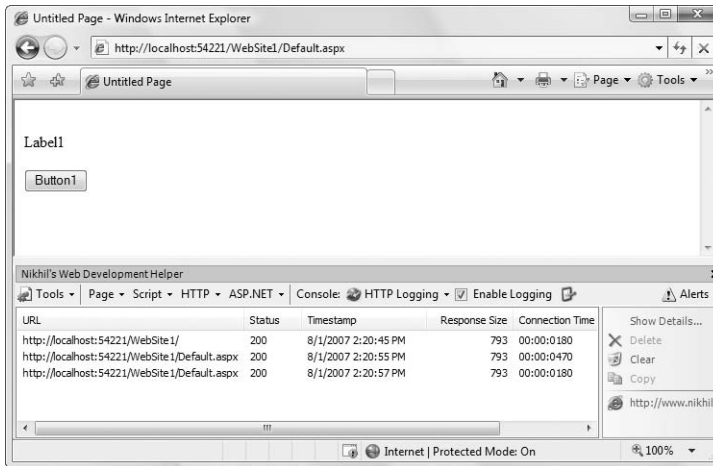 Untitled Page - Windows Internet Explorer
http://localhost:54221/WebSite1/Default.aspx
Untitled Page
Page Tools
Label1
Button1
Nikhil's Web Development Helper
Tools Page Script HTTP ASP.NET Console: HTTP Logging Enable Logging Alerts
URL Status Timestamp Response Size Connection Time
http://localhost:54221/WebSite1/ 200 8/1/2007 2:20:45 PM 793 00:00:0180
http://localhost:54221/WebSite1/Default.aspx 200 8/1/2007 2:20:55 PM 793 00:00:0470
http://localhost:54221/WebSite1/Default.aspx 200 8/1/2007 2:20:57 PM 793 00:00:0180
Show Details...
Delete
Clear
Copy
http://www.nikhil
Internet | Protected Mode: On 100%